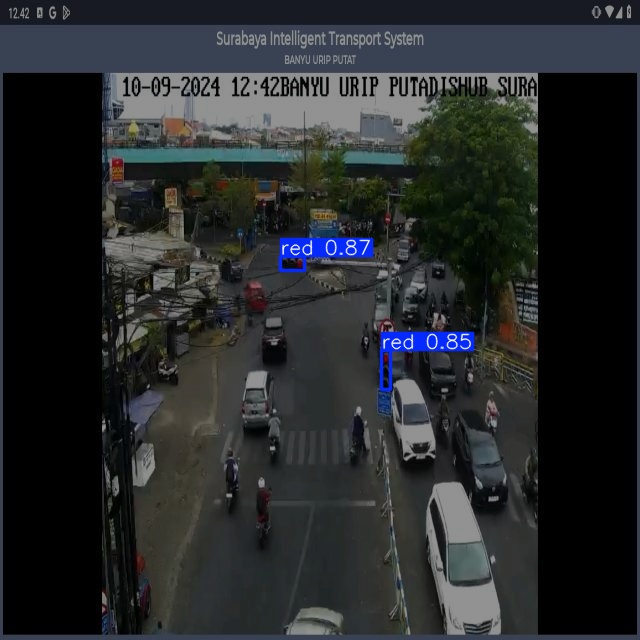 12.42
Surabaya Intelligent Transport System
BANYU URIP PUTAT
10-09-2024 12:42BANYU URIP PUTADISHUB SURA
red 0.87
red 0.85